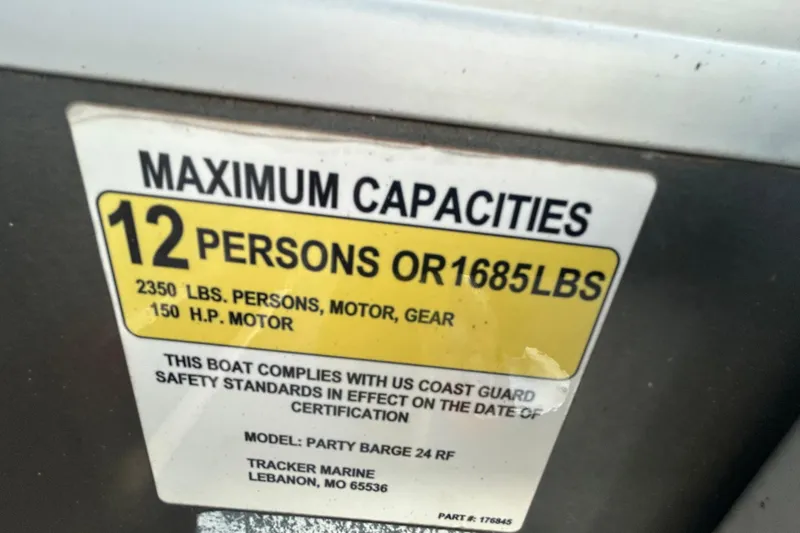 MAXIMUM CAPACITIES
12 PERSONS OR 1685 LBS
2350 LBS. PERSONS, MOTOR, GEAR
150 H.P. MOTOR
THIS BOAT COMPLIES WITH US COAST GUARD
SAFETY STANDARDS IN EFFECT ON THE DATE OF
CERTIFICATION
MODEL: PARTY BARGE 24 RF
TRACKER MARINE
LEBANON, MO 65536
PART #: 176845